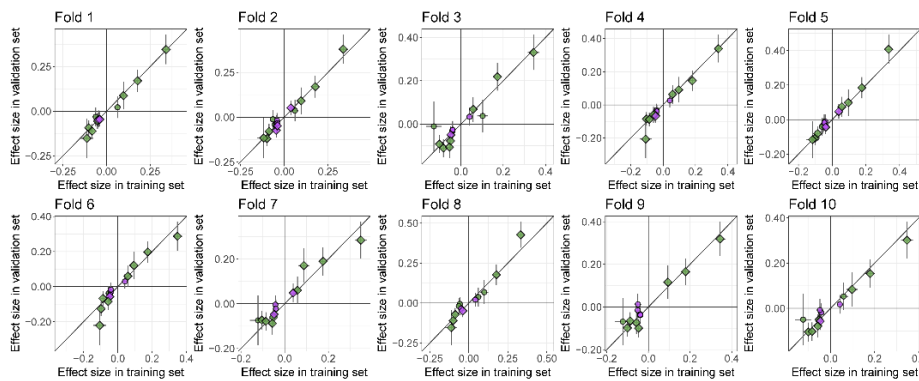 Fold 1
Fold 2
Fold 3
Fold 4
Fold 5
Effect size in validation set
0.25
0.00
−0.25
−0.25 0.00 0.25
Effect size in training set
Effect size in validation set
0.50
0.25
0.00
−0.25
−0.25 0.00 0.25
Effect size in training set
Effect size in validation set
0.40
0.20
0.00
0.0 0.2 0.4
Effect size in training set
Effect size in validation set
0.40
0.20
0.00
−0.20
−0.2 0.0 0.2 0.4
Effect size in training set
Effect size in validation set
0.40
0.20
0.00
−0.20
0.0 0.2 0.4
Effect size in training set
Fold 6
Fold 7
Fold 8
Fold 9
Fold 10
Effect size in validation set
0.40
0.20
0.00
−0.20
−0.2 0.0 0.2 0.4
Effect size in training set
Effect size in validation set
0.40
0.20
0.00
−0.20
0.0 0.2 0.4
Effect size in training set
Effect size in validation set
0.50
0.25
0.00
−0.25
−0.25 0.00 0.25 0.50
Effect size in training set
Effect size in validation set
0.40
0.20
0.00
−0.20
−0.2 0.0 0.2 0.4
Effect size in training set
Effect size in validation set
0.40
0.20
0.00
−0.20
0.0 0.2 0.4
Effect size in training set